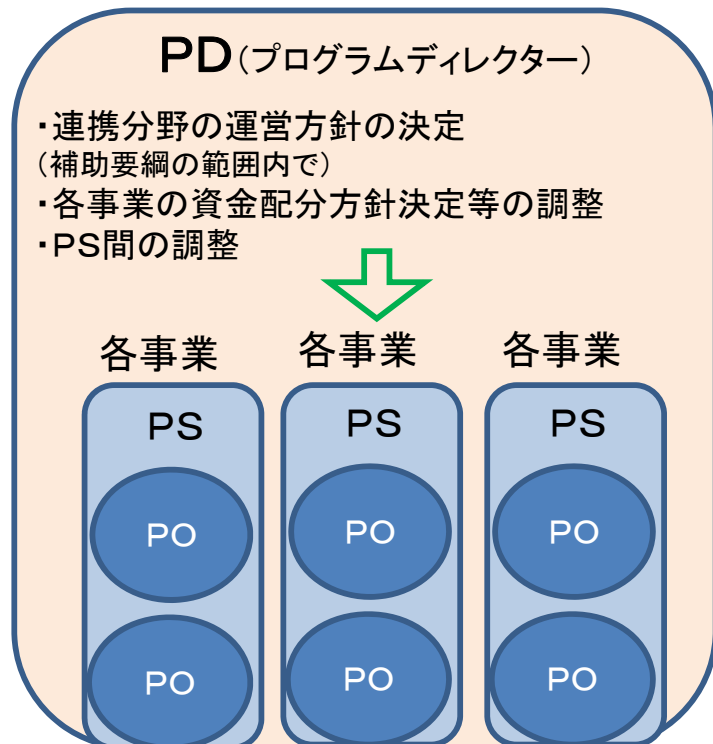 PD(プログラムディレクター)
・連携分野の運営方針の決定
(補助要綱の範囲内で)
・各事業の資金配分方針決定等の調整
・PS間の調整
各事業 各事業 各事業
PS PS PS
PO PO PO
PO PO PO